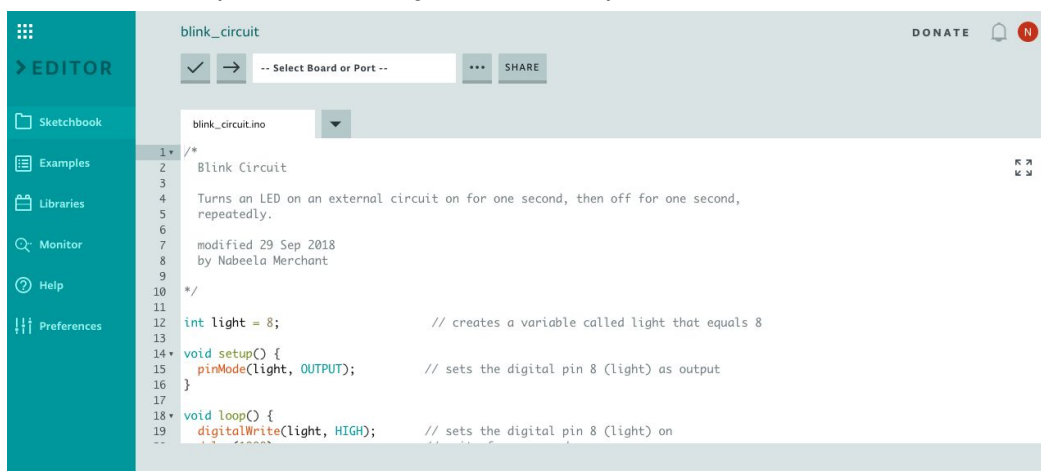 blink_circuit
DONATE
N
>EDITOR
-- Select Board or Port --
...
SHARE
Sketchbook
Examples
Libraries
Monitor
Help
Preferences
blink_circuit.ino
1 /*
2 Blink Circuit
3
4 Turns an LED on an external circuit on for one second, then off for one second,
5 repeatedly.
6
7 modified 29 Sep 2018
8 by Nabeela Merchant
9
10 */
11
12 int light = 8; // creates a variable called light that equals 8
13
14 void setup() {
15 pinMode(light, OUTPUT); // sets the digital pin 8 (light) as output
16 }
17
18 void loop() {
19 digitalWrite(light, HIGH); // sets the digital pin 8 (light) on